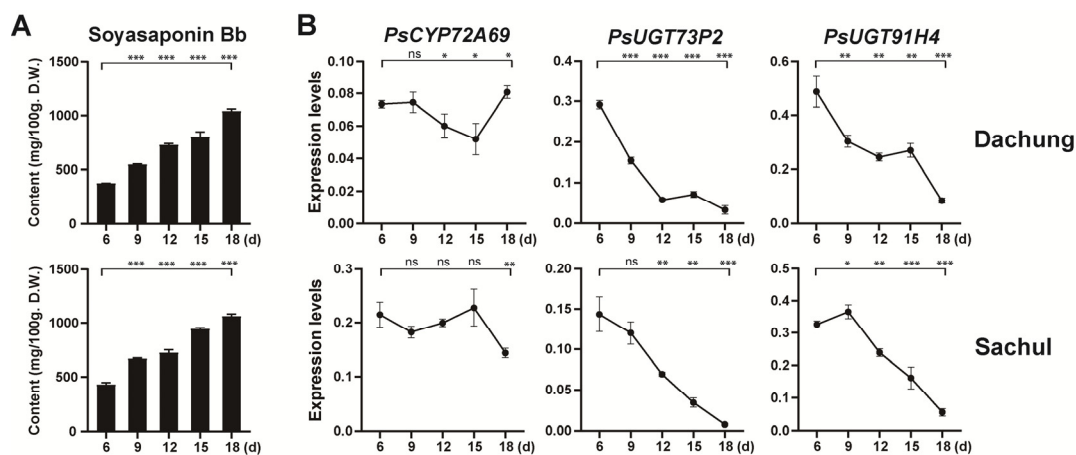 A
B
Soyasaponin Bb
PsCYP72A69
PsUGT73P2
PsUGT91H4
*** *** *** ***
ns * * *
*** *** *** ***
** ** ** ***
Content (mg/100g. D.W.)
1500
1000
500
0
6 9 12 15 18 (d)
Expression levels
0.10
0.08
0.06
0.04
0.02
0.00
6 9 12 15 18 (d)
0.4
0.3
0.2
0.1
0.0
6 9 12 15 18 (d)
0.6
0.4
0.2
0.0
6 9 12 15 18 (d)
Dachung
*** *** *** ***
ns ns ns **
ns ** ** ***
* ** *** ***
Content (mg/100g. D.W.)
1500
1000
500
0
6 9 12 15 18 (d)
Expression levels
0.3
0.2
0.1
0.0
6 9 12 15 18 (d)
0.20
0.15
0.10
0.05
0.00
6 9 12 15 18 (d)
0.5
0.4
0.3
0.2
0.1
0.0
6 9 12 15 18 (d)
Sachul